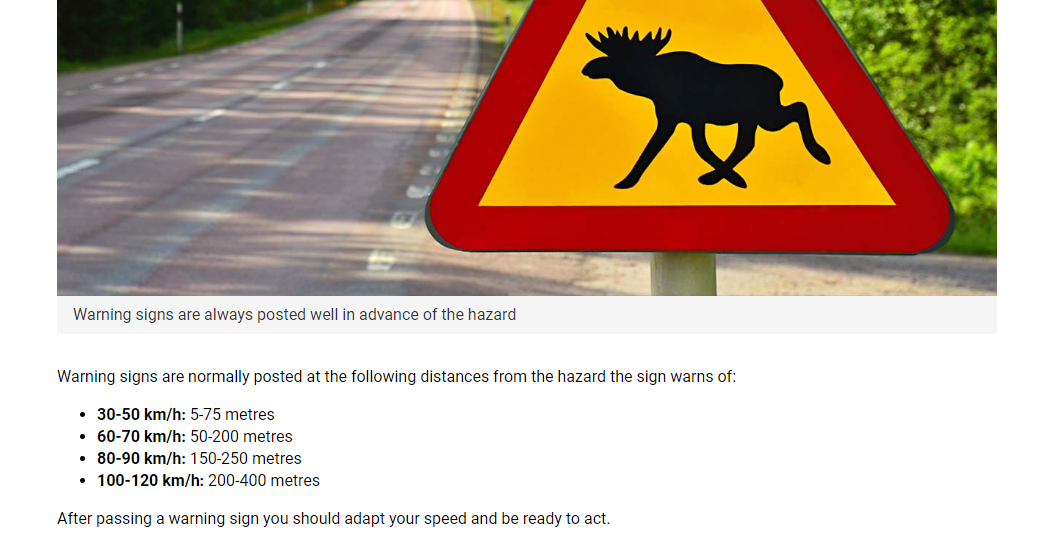 Warning signs are always posted well in advance of the hazard
Warning signs are normally posted at the following distances from the hazard the sign warns of:
• 30-50 km/h: 5-75 metres
• 60-70 km/h: 50-200 metres
• 80-90 km/h: 150-250 metres
• 100-120 km/h: 200-400 metres
After passing a warning sign you should adapt your speed and be ready to act.